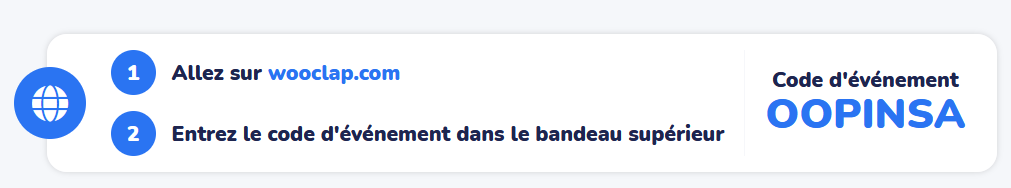 1 Allez sur wooclap.com
2 Entrez le code d'événement dans le bandeau supérieur
Code d'événement
OOPINSA